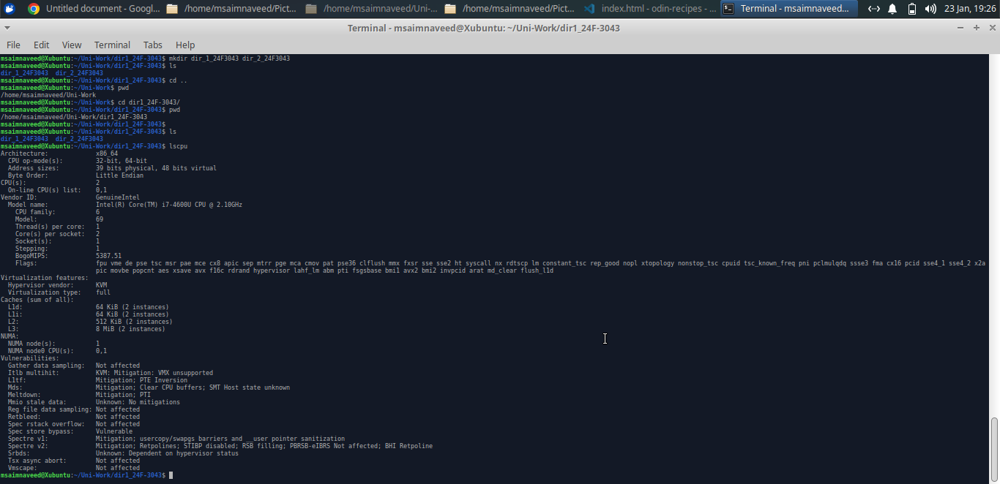 Untitled document - Googl...
/home/msaimnaveed/Pict...
/home/msaimnaveed/Uni-...
/home/msaimnaveed/Pict...
index.html - odin-recipes - ...
Terminal - msaimnaveed...
23 Jan, 19:26
Terminal - msaimnaveed@Xubuntu: ~/Uni-Work/dir1_24F-3043
File Edit View Terminal Tabs Help
msaimnaveed@Xubuntu:~/Uni-Work/dir1_24F-3043$ mkdir dir_1_24F3043 dir_2_24F3043
msaimnaveed@Xubuntu:~/Uni-Work/dir1_24F-3043$ ls
dir_1_24F3043  dir_2_24F3043
msaimnaveed@Xubuntu:~/Uni-Work/dir1_24F-3043$ cd ..
msaimnaveed@Xubuntu:~/Uni-Work$ pwd
/home/msaimnaveed/Uni-Work
msaimnaveed@Xubuntu:~/Uni-Work$ cd dir1_24F-3043/
msaimnaveed@Xubuntu:~/Uni-Work/dir1_24F-3043$ pwd
/home/msaimnaveed/Uni-Work/dir1_24F-3043
msaimnaveed@Xubuntu:~/Uni-Work/dir1_24F-3043$
msaimnaveed@Xubuntu:~/Uni-Work/dir1_24F-3043$ ls
dir_1_24F3043  dir_2_24F3043
msaimnaveed@Xubuntu:~/Uni-Work/dir1_24F-3043$ lscpu
Architecture: x86_64
CPU op-mode(s): 32-bit, 64-bit
Address sizes: 39 bits physical, 48 bits virtual
Byte Order: Little Endian
CPU(s): 2
On-line CPU(s) list: 0,1
Vendor ID: GenuineIntel
Model name: Intel(R) Core(TM) i7-4600U CPU @ 2.10GHz
CPU family: 6
Model: 69
Thread(s) per core: 1
Core(s) per socket: 2
Socket(s): 1
Stepping: 1
BogoMIPS: 5387.51
Flags: fpu vme de pse tsc msr pae mce cx8 apic sep mtrr pge mca cmov pat pse36 clflush mmx fxsr sse sse2 ht syscall nx rdtscp lm constant_tsc rep_good nopl xtopology nonstop_tsc cpuid tsc_known_freq pni pclmulqdq ssse3 fma cx16 pcid sse4_1 sse4_2 x2a
pic movbe popcnt aes xsave avx f16c rdrand hypervisor lahf_lm abm pti fsgsbase bmi1 avx2 bmi2 invpcid arat md_clear flush_l1d
Virtualization features:
Hypervisor vendor: KVM
Virtualization type: full
Caches (sum of all):
L1d: 64 KiB (2 instances)
L1i: 64 KiB (2 instances)
L2: 512 KiB (2 instances)
L3: 8 MiB (2 instances)
NUMA:
NUMA node(s): 1
NUMA node0 CPU(s): 0,1
Vulnerabilities:
Gather data sampling: Not affected
Itlb multihit: KVM: Mitigation: VMX unsupported
L1tf: Mitigation; PTE Inversion
Mds: Mitigation; Clear CPU buffers; SMT Host state unknown
Meltdown: Mitigation; PTI
Mmio stale data: Unknown: No mitigations
Reg file data sampling: Not affected
Retbleed: Not affected
Spec rstack overflow: Not affected
Spec store bypass: Vulnerable
Spectre v1: Mitigation; usercopy/swapgs barriers and __user pointer sanitization
Spectre v2: Mitigation; Retpolines; STIBP disabled; RSB filling; PBRSB-eIBRS Not affected; BHI Retpoline
Srbds: Unknown: Dependent on hypervisor status
Tsx async abort: Not affected
Vmscape: Not affected
msaimnaveed@Xubuntu:~/Uni-Work/dir1_24F-3043$